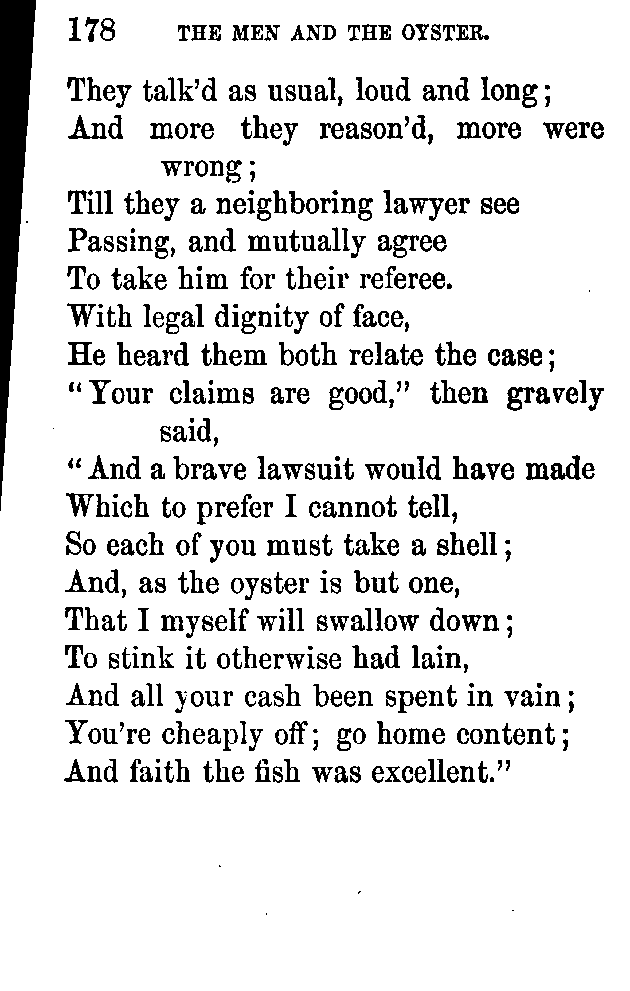 178 THE MEN AND THE OYSTER.
They talk'd as usual, loud and long;
And more they reason'd, more were
wrong;
Till they a neighboring lawyer see
Passing, and mutually agree
To take him for their referee.
With legal dignity of face,
He heard them both relate the case;
“Your claims are good,” then gravely
said,
“And a brave lawsuit would have made
Which to prefer I cannot tell,
So each of you must take a shell;
And, as the oyster is but one,
That I myself will swallow down;
To stink it otherwise had lain,
And all your cash been spent in vain;
You're cheaply off; go home content;
And faith the fish was excellent.”